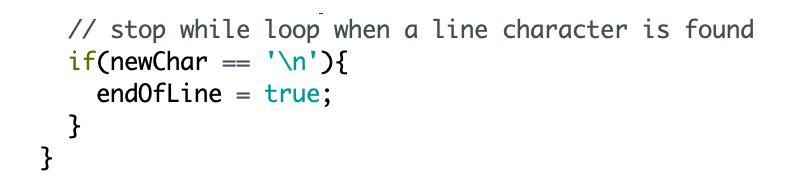 // stop while loop when a line character is found
if(newChar == '\n'){
endOfLine = true;
}
}